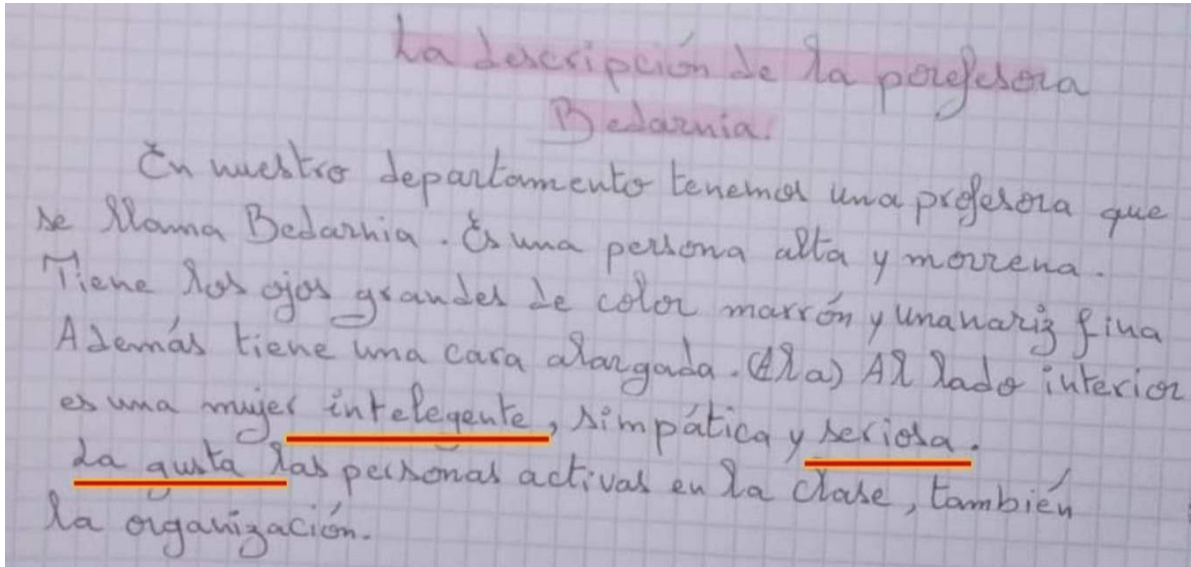 La descripción de la porefesora
Bedarnia.
En nuestro departamento tenemos una profesora que
se llama Bedarnia. Es una persona alta y morrena.
Tiene los ojos grandes de color marrón y una nariz fina
Además tiene una cara alargada. (Al a) Al lado interior
es una mujer intelegente, simpática y seriosa.
La gusta las personas activas en la clase, también
la organización.